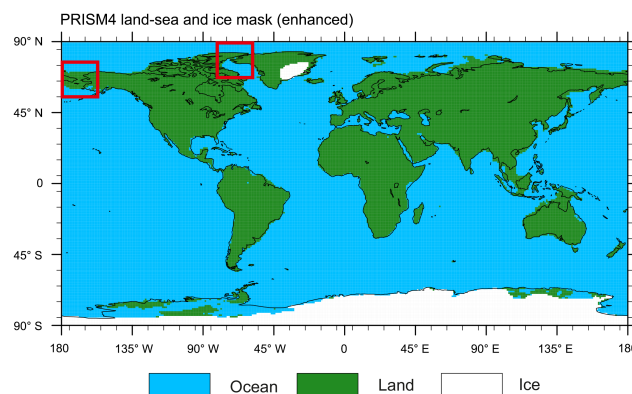 PRISM4 land-sea and ice mask (enhanced)
90° N
45° N
0
45° S
90° S
180 135° W 90° W 45° W 0 45° E 90° E 135° E 180
Ocean Land Ice